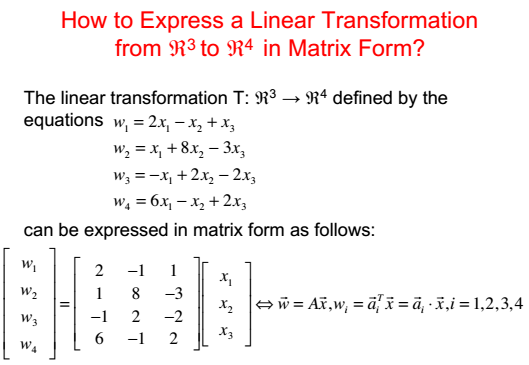 How to Express a Linear Transformation
from ℜ³ to ℜ⁴ in Matrix Form?
The linear transformation T: ℜ³ → ℜ⁴ defined by the
equations w₁ = 2x₁ − x₂ + x₃
w₂ = x₁ + 8x₂ − 3x₃
w₃ = −x₁ + 2x₂ − 2x₃
w₄ = 6x₁ − x₂ + 2x₃
can be expressed in matrix form as follows:
[w₁ w₂ w₃ w₄] = [2 −1 1; 1 8 −3; −1 2 −2; 6 −1 2] [x₁ x₂ x₃] ⇔ w⃗ = Ax⃗, wᵢ = a⃗ᵢᵀx⃗ = a⃗ᵢ · x⃗, i = 1,2,3,4